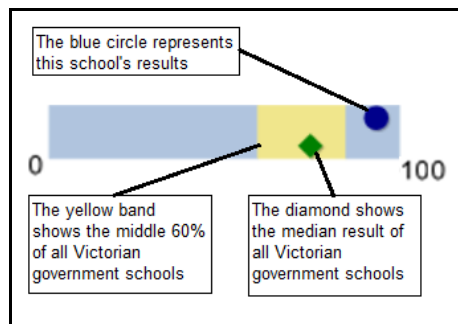 The blue circle represents
this school's results
0
100
The yellow band
shows the middle 60%
of all Victorian
government schools
The diamond shows
the median result of
all Victorian
government schools